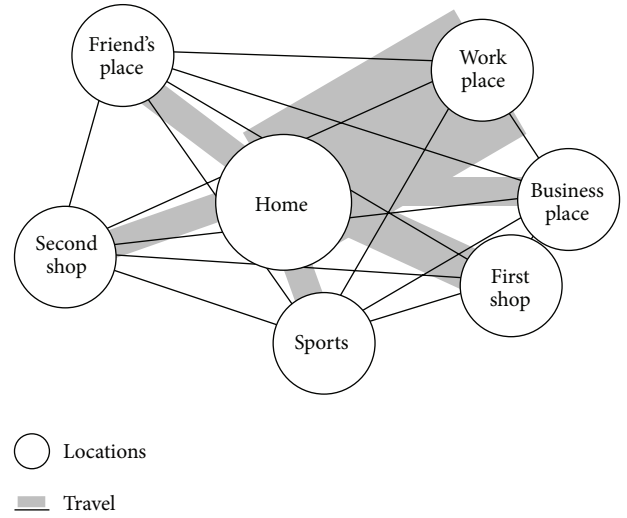 Friend's
place
Work
place
Home
Business
place
Second
shop
First
shop
Sports
Locations
Travel